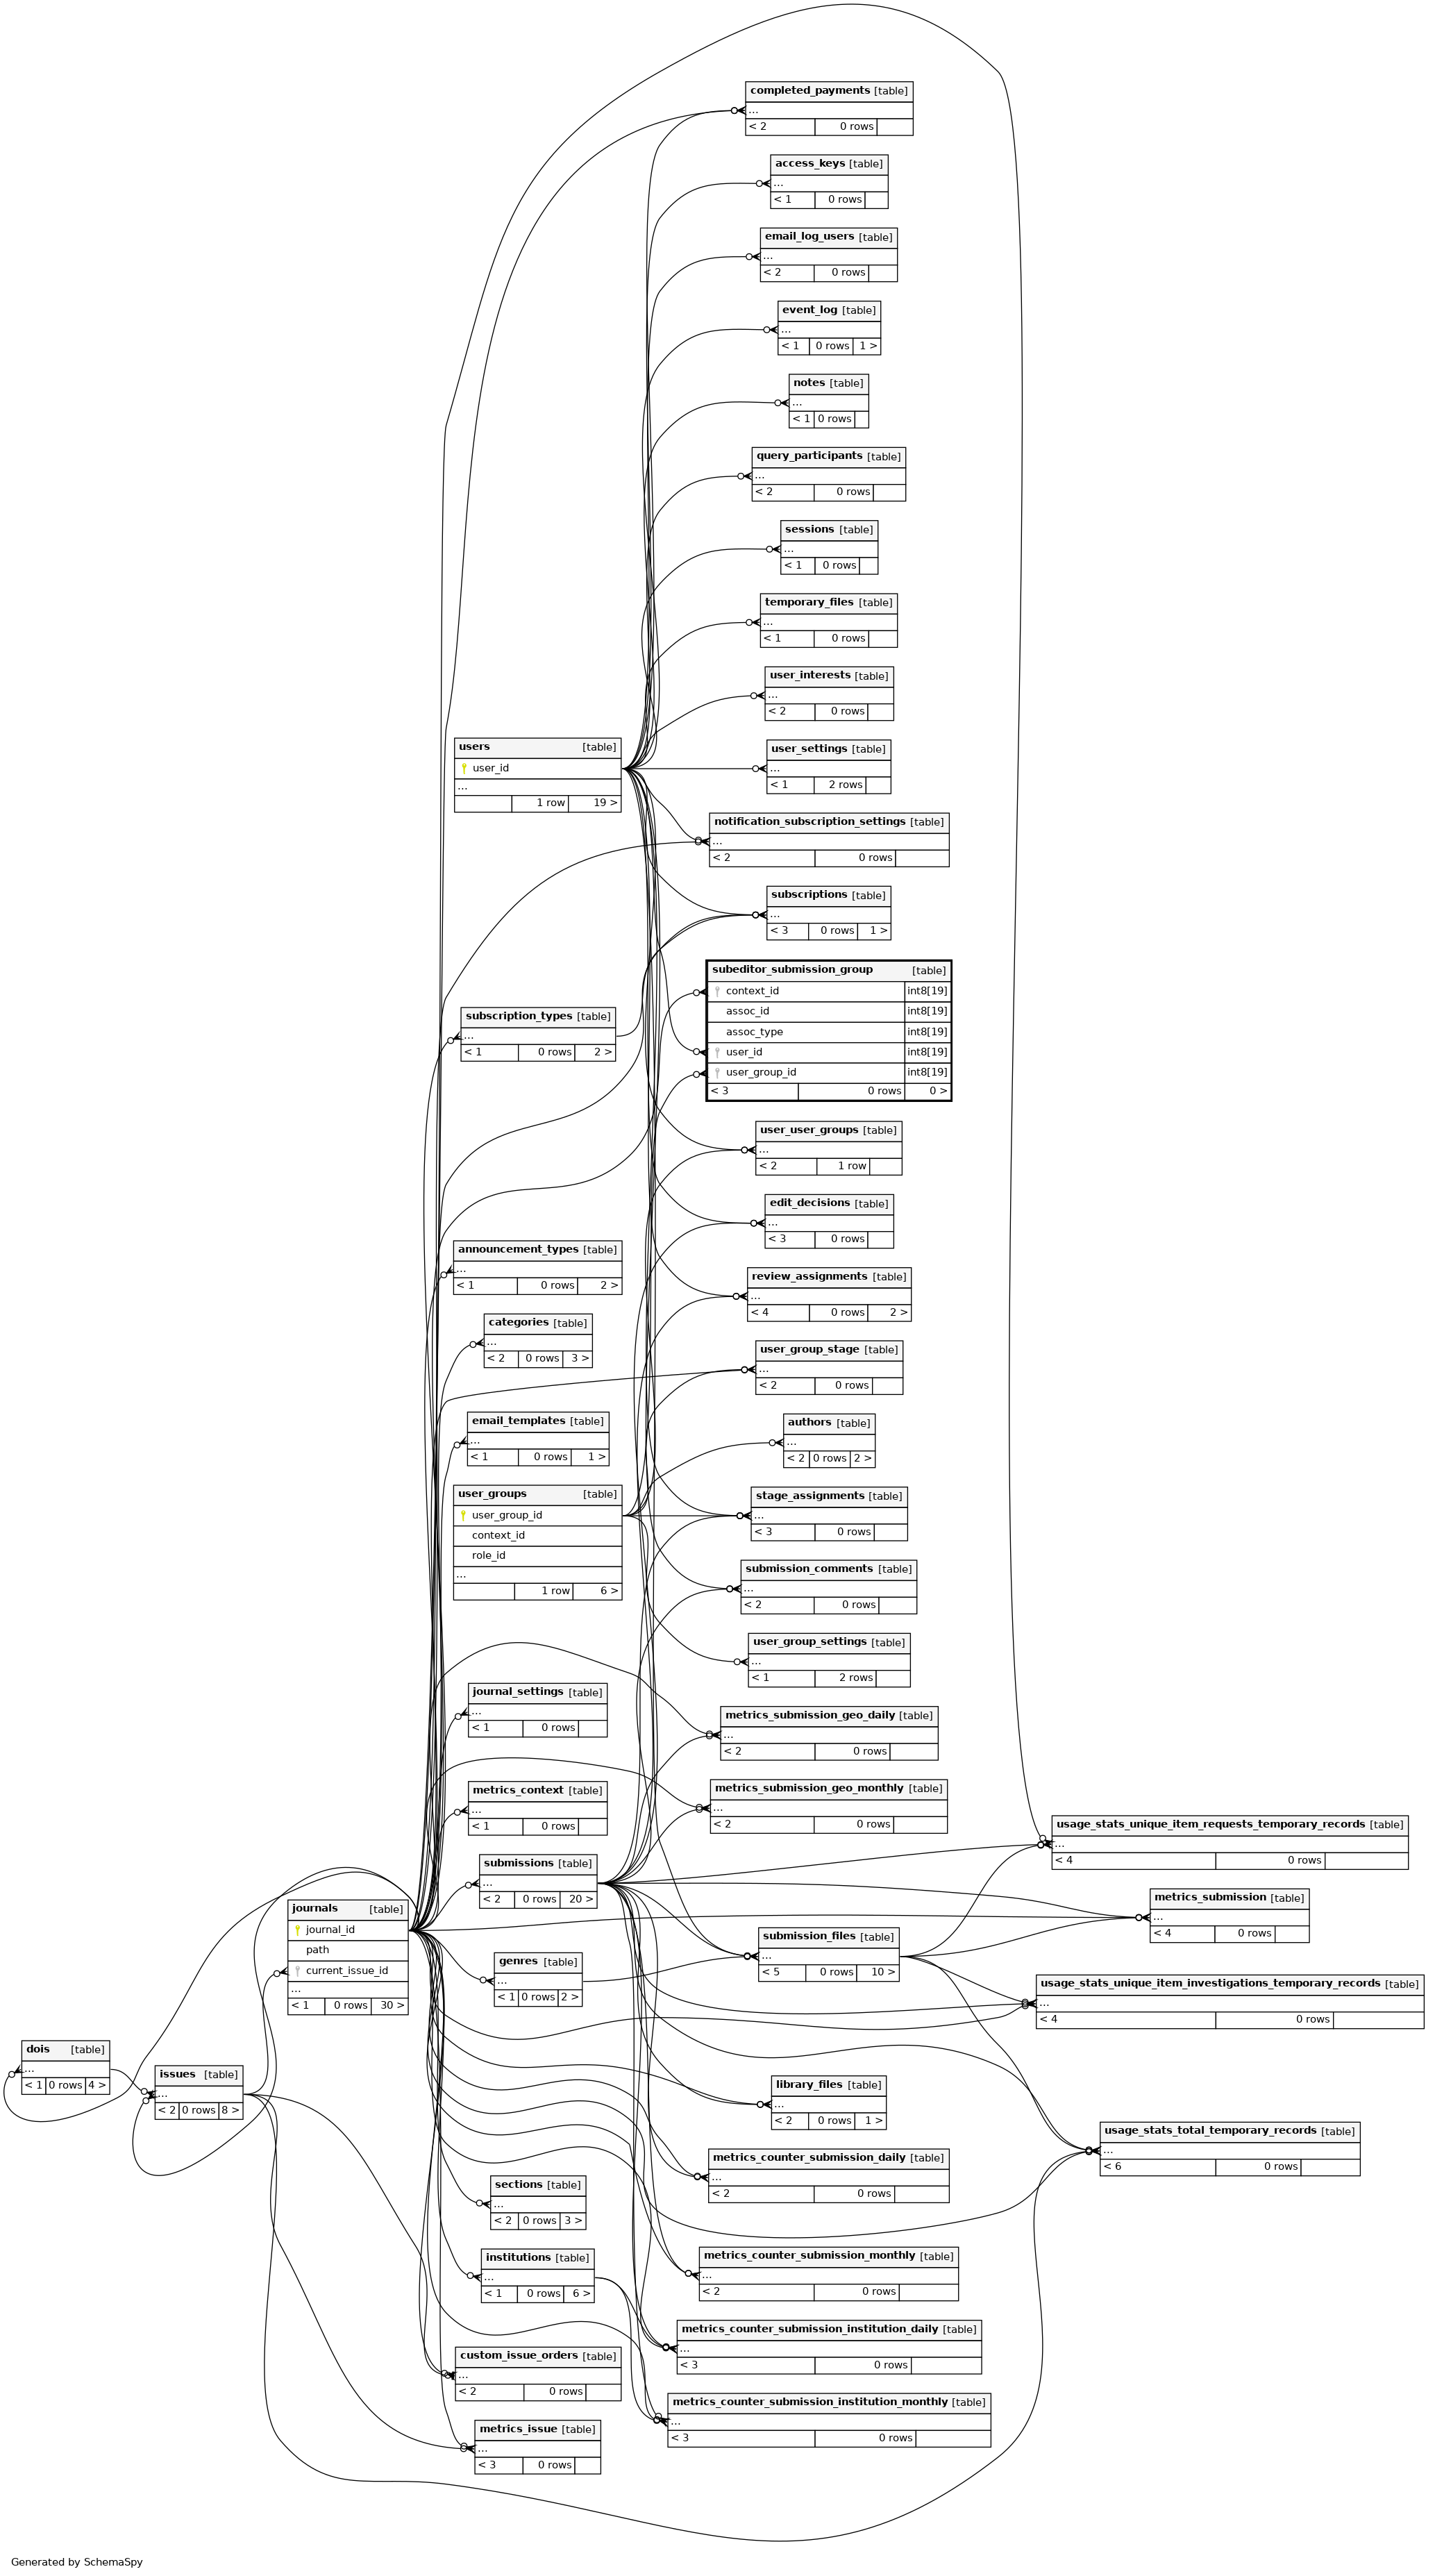 completed_payments [table]
...
< 2 0 rows
access_keys [table]
...
< 1 0 rows
email_log_users [table]
...
< 2 0 rows
event_log [table]
...
< 1 0 rows 1 >
notes [table]
...
< 1 0 rows
query_participants [table]
...
< 2 0 rows
sessions [table]
...
< 1 0 rows
temporary_files [table]
...
< 1 0 rows
user_interests [table]
...
< 2 0 rows
users [table]
user_id
...
1 row 19 >
user_settings [table]
...
< 1 2 rows
notification_subscription_settings [table]
...
< 2 0 rows
subscriptions [table]
...
< 3 0 rows 1 >
subeditor_submission_group [table]
context_id int8[19]
assoc_id int8[19]
assoc_type int8[19]
user_id int8[19]
user_group_id int8[19]
< 3 0 rows 0 >
subscription_types [table]
...
< 1 0 rows 2 >
user_user_groups [table]
...
< 2 1 row
edit_decisions [table]
...
< 3 0 rows
announcement_types [table]
...
< 1 0 rows 2 >
review_assignments [table]
...
< 4 0 rows 2 >
categories [table]
...
< 2 0 rows 3 >
user_group_stage [table]
...
< 2 0 rows
authors [table]
...
< 2 0 rows 2 >
email_templates [table]
...
< 1 0 rows 1 >
user_groups [table]
user_group_id
context_id
role_id
...
1 row 6 >
stage_assignments [table]
...
< 3 0 rows
submission_comments [table]
...
< 2 0 rows
user_group_settings [table]
...
< 1 2 rows
journal_settings [table]
...
< 1 0 rows
metrics_submission_geo_daily [table]
...
< 2 0 rows
metrics_context [table]
...
< 1 0 rows
metrics_submission_geo_monthly [table]
...
< 2 0 rows
usage_stats_unique_item_requests_temporary_records [table]
...
< 4 0 rows
submissions [table]
...
< 2 0 rows 20 >
metrics_submission [table]
...
< 4 0 rows
journals [table]
journal_id
path
current_issue_id
...
< 1 0 rows 30 >
submission_files [table]
...
< 5 0 rows 10 >
genres [table]
...
< 1 0 rows 2 >
usage_stats_unique_item_investigations_temporary_records [table]
...
< 4 0 rows
dois [table]
...
< 1 0 rows 4 >
issues [table]
...
< 2 0 rows 8 >
library_files [table]
...
< 2 0 rows 1 >
usage_stats_total_temporary_records [table]
...
< 6 0 rows
metrics_counter_submission_daily [table]
...
< 2 0 rows
sections [table]
...
< 2 0 rows 3 >
institutions [table]
...
< 1 0 rows 6 >
metrics_counter_submission_monthly [table]
...
< 2 0 rows
metrics_counter_submission_institution_daily [table]
...
< 3 0 rows
custom_issue_orders [table]
...
< 2 0 rows
metrics_counter_submission_institution_monthly [table]
...
< 3 0 rows
metrics_issue [table]
...
< 3 0 rows
Generated by SchemaSpy